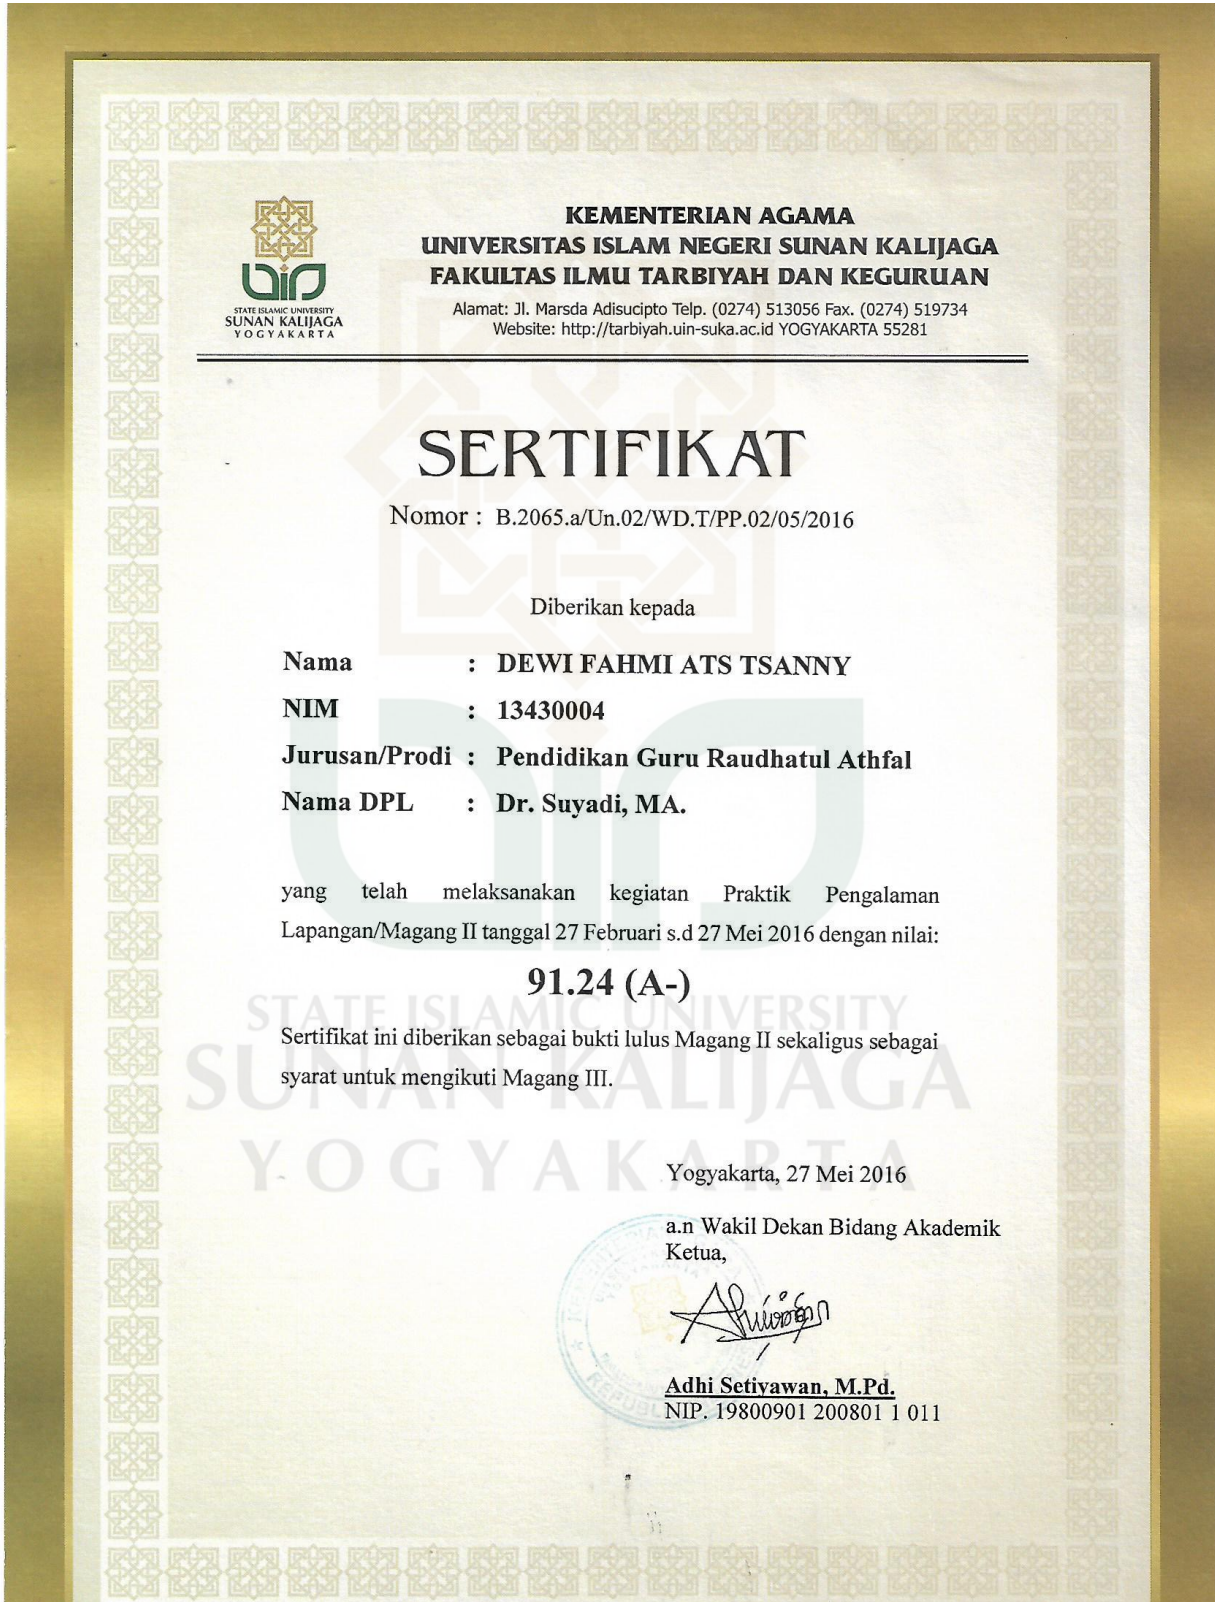 KEMENTERIAN AGAMA
UNIVERSITAS ISLAM NEGERI SUNAN KALIJAGA
FAKULTAS ILMU TARBIYAH DAN KEGURUAN
Alamat: Jl. Marsda Adisucipto Telp. (0274) 513056 Fax. (0274) 519734
Website: http://tarbiyah.uin-suka.ac.id YOGYAKARTA 55281
STATE ISLAMIC UNIVERSITY
SUNAN KALIJAGA
YOGYAKARTA
SERTIFIKAT
Nomor : B.2065.a/Un.02/WD.T/PP.02/05/2016
Diberikan kepada
Nama : DEWI FAHMI ATS TSANNY
NIM : 13430004
Jurusan/Prodi : Pendidikan Guru Raudhatul Athfal
Nama DPL : Dr. Suyadi, MA.
yang telah melaksanakan kegiatan Praktik Pengalaman
Lapangan/Magang II tanggal 27 Februari s.d 27 Mei 2016 dengan nilai:
91.24 (A-)
STATE ISLAMIC UNIVERSITY
Sertifikat ini diberikan sebagai bukti lulus Magang II sekaligus sebagai
SUNAN KALIJAGA
syarat untuk mengikuti Magang III.
YOGYAKARTA
Yogyakarta, 27 Mei 2016
a.n Wakil Dekan Bidang Akademik
Ketua,
Adhi Setiyawan, M.Pd.
NIP. 19800901 200801 1 011